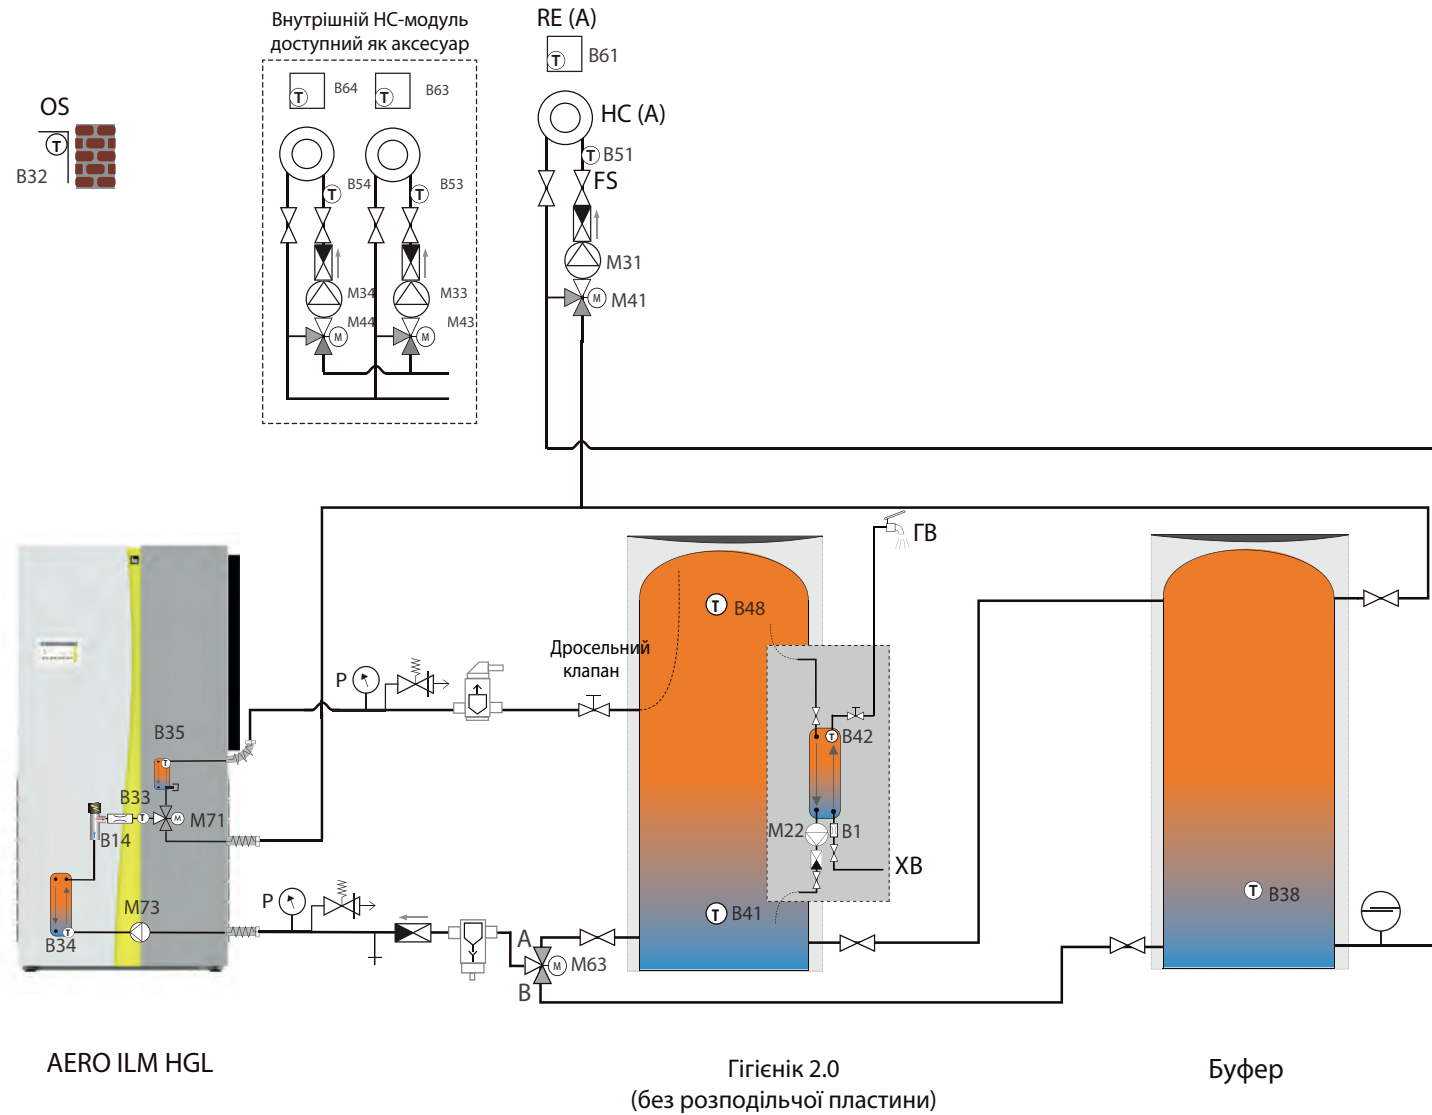 Внутрішній НС-модуль
доступний як аксесуар
RE (A)
T
B61
T
B64
T
B63
OS
T
B32
HC (A)
T
B51
FS
T
B54
T
B53
M31
M
M41
M34
M33
M44
M
M43
M
ГВ
T
B48
Дросельний
клапан
P
B35
T
T
B42
B33
T
M
M71
B14
M22
B1
ХВ
P
M73
T
B34
T
B41
A
M
M63
B
T
B38
AERO ILM HGL
Гігієнік 2.0
(без розподільчої пластини)
Буфер